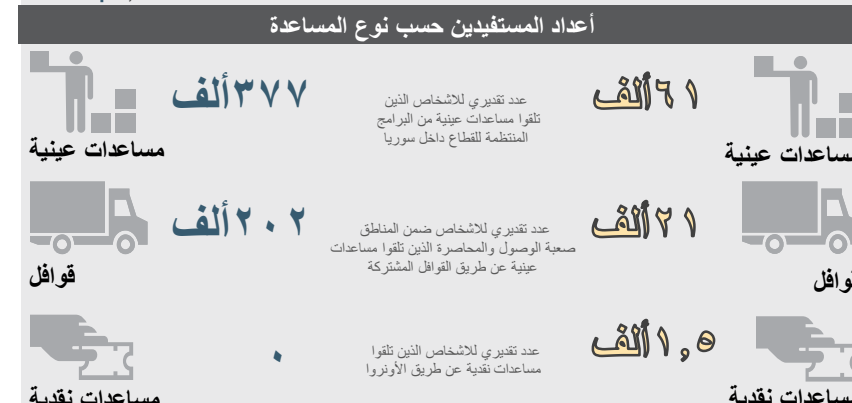 أعداد المستفيدين حسب نوع المساعدة
مساعدات عينية
٦١ألف
عدد تقديري للاشخاص الذين
تلقوا مساعدات عينية من البرامج
المنتظمة للقطاع داخل سوريا
٣٧٧ألف
مساعدات عينية
قوافل
٢١ألف
عدد تقديري للاشخاص ضمن المناطق
صعبة الوصول والمحاصرة الذين تلقوا مساعدات
عينية عن طريق القوافل المشتركة
٢٠٢ألف
قوافل
مساعدات نقدية
١,٥ألف
عدد تقديري للاشخاص الذين تلقوا
مساعدات نقدية عن طريق الأونروا
٠
مساعدات نقدية